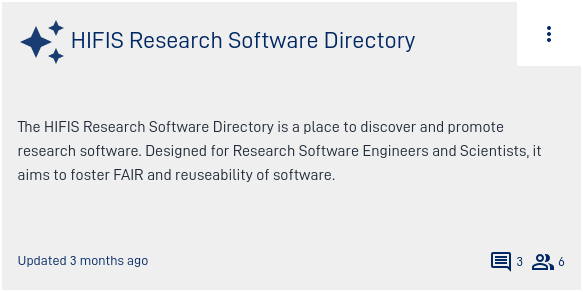 HIFIS Research Software Directory
The HIFIS Research Software Directory is a place to discover and promote
research software. Designed for Research Software Engineers and Scientists, it
aims to foster FAIR and reuseability of software.
Updated 3 months ago
3
6